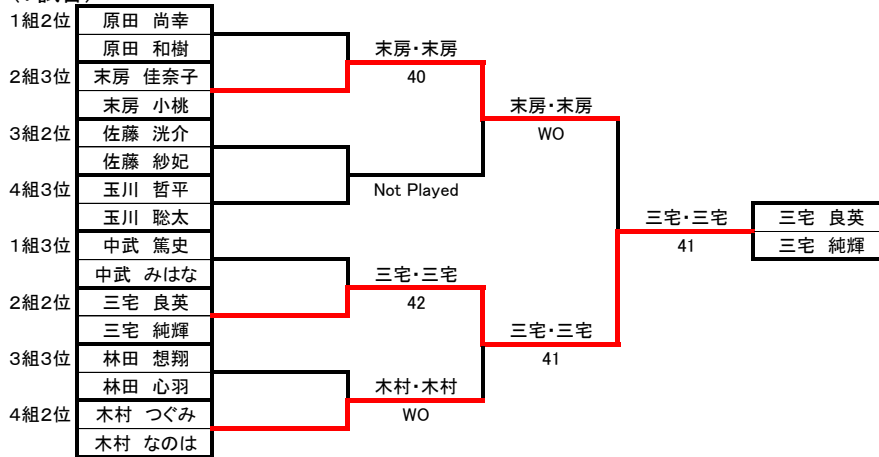 1組2位 原田 尚幸
原田 和樹
末房・末房
2組3位 末房 佳奈子
40
末房 小桃
末房・末房
3組2位 佐藤 洸介
WO
佐藤 紗妃
4組3位 玉川 哲平
Not Played
玉川 聡太
三宅・三宅
三宅 良英
1組3位 中武 篤史
41
三宅 純輝
中武 みはな
三宅・三宅
2組2位 三宅 良英
42
三宅 純輝
三宅・三宅
3組3位 林田 想翔
41
林田 心羽
木村・木村
4組2位 木村 つぐみ
WO
木村 なのは